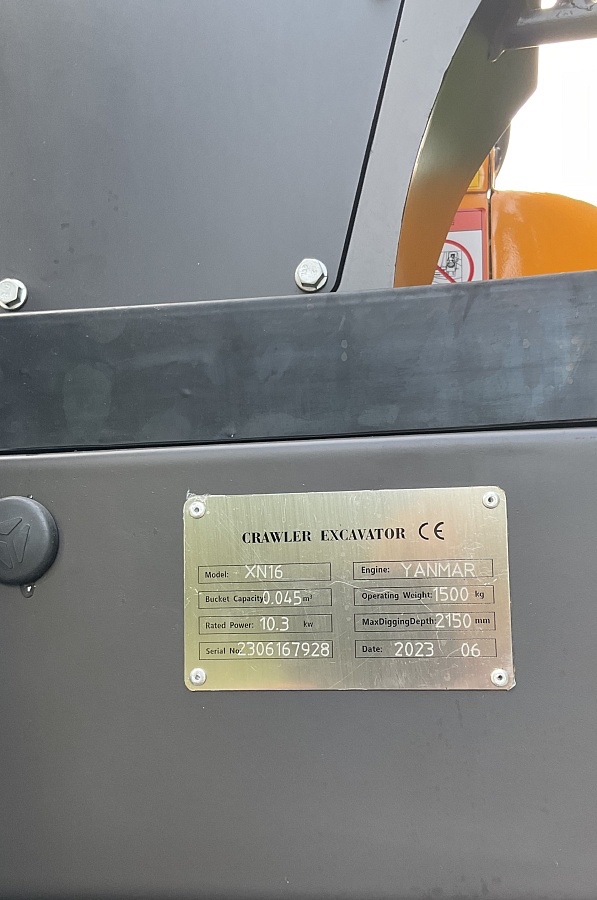 CRAWLER EXCAVATOR CE
Model: XN16 Engine: YANMAR
Bucket Capacity 0.045 m³ Operating Weight: 1500 kg
Rated Power: 10.3 kw MaxDiggingDepth: 2150 mm
Serial No: 2306167928 Date: 2023 06